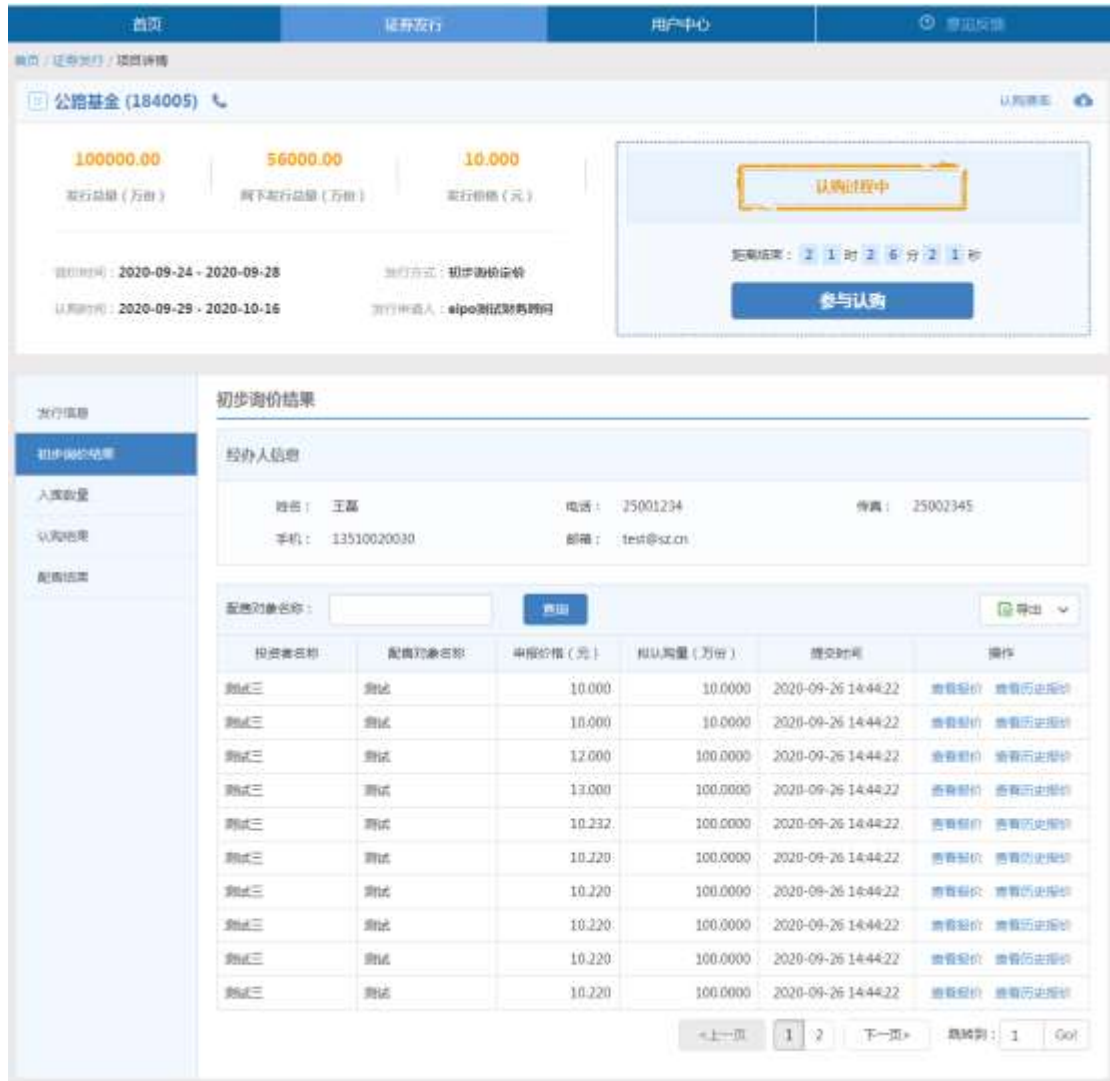 首页 证券发行 用户中心 意见反馈
首页 / 证券发行 / 项目详情
公路基金 (184005)
100000.00 56000.00 10.000
发行总量（万份） 网下发行总量（万份） 发行价格（元）
认购过程中
询价时间：2020-09-24 - 2020-09-28 发行方式：初步询价定价
距离结束：2 1 时 2 6 分 2 1 秒
认购时间：2020-09-29 - 2020-10-16 发行申请人：eipo测试财务顾问
参与认购
发行信息
初步询价结果
入围数量
认购结果
配售结果
初步询价结果
经办人信息
姓名： 王磊 电话： 25001234 传真： 25002345
手机： 13510020030 邮箱： test@sz.cn
配售对象名称： 查询 导出
投资者名称 配售对象名称 申报价格（元） 拟认购量（万份） 提交时间 操作
测试三 测试 10.000 10.0000 2020-09-26 14:44:22 查看报价 查看历史报价
测试三 测试 10.000 10.0000 2020-09-26 14:44:22 查看报价 查看历史报价
测试三 测试 12.000 100.0000 2020-09-26 14:44:22 查看报价 查看历史报价
测试三 测试 13.000 100.0000 2020-09-26 14:44:22 查看报价 查看历史报价
测试三 测试 10.232 100.0000 2020-09-26 14:44:22 查看报价 查看历史报价
测试三 测试 10.220 100.0000 2020-09-26 14:44:22 查看报价 查看历史报价
测试三 测试 10.220 100.0000 2020-09-26 14:44:22 查看报价 查看历史报价
测试三 测试 10.220 100.0000 2020-09-26 14:44:22 查看报价 查看历史报价
测试三 测试 10.220 100.0000 2020-09-26 14:44:22 查看报价 查看历史报价
测试三 测试 10.220 100.0000 2020-09-26 14:44:22 查看报价 查看历史报价
«上一页 1 2 下一页» 跳转到： 1 Go!